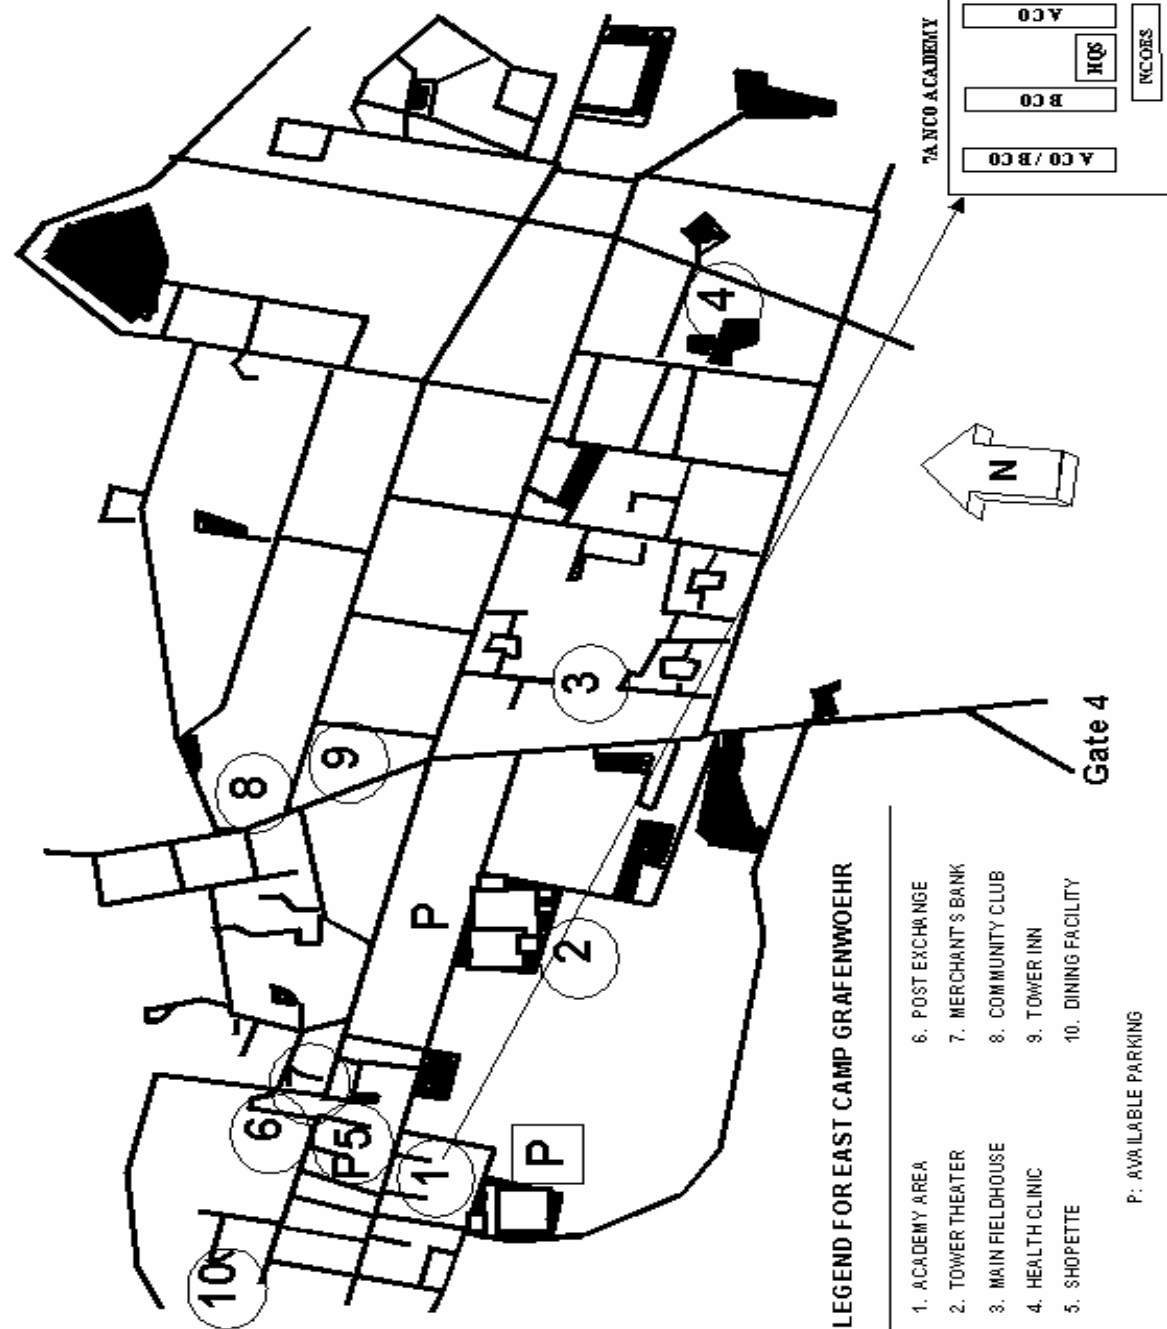 7A NCO ACADEMY
A CO
HQS
B CO
A CO / B CO
NCOES
4
N
3
9
8
P
2
Gate 4
7
6
P5
1
P
10
LEGEND FOR EAST CAMP GRAFENWOEHR
1. ACADEMY AREA
2. TOWER THEATER
3. MAIN FIELDHOUSE
4. HEALTH CLINIC
5. SHOPETTE
6. POST EXCHANGE
7. MERCHANT'S BANK
8. COMMUNITY CLUB
9. TOWER INN
10. DINING FACILITY
P: AVAILABLE PARKING